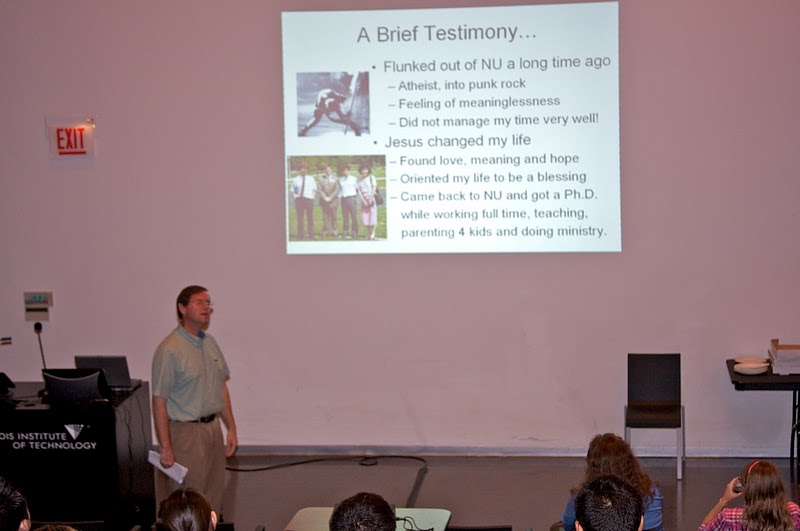 A Brief Testimony…
• Flunked out of NU a long time ago
– Atheist, into punk rock
– Feeling of meaninglessness
– Did not manage my time very well!
• Jesus changed my life
– Found love, meaning and hope
– Oriented my life to be a blessing
– Came back to NU and got a Ph.D.
while working full time, teaching,
parenting 4 kids and doing ministry.
EXIT
OIS INSTITUTE
OF TECHNOLOGY